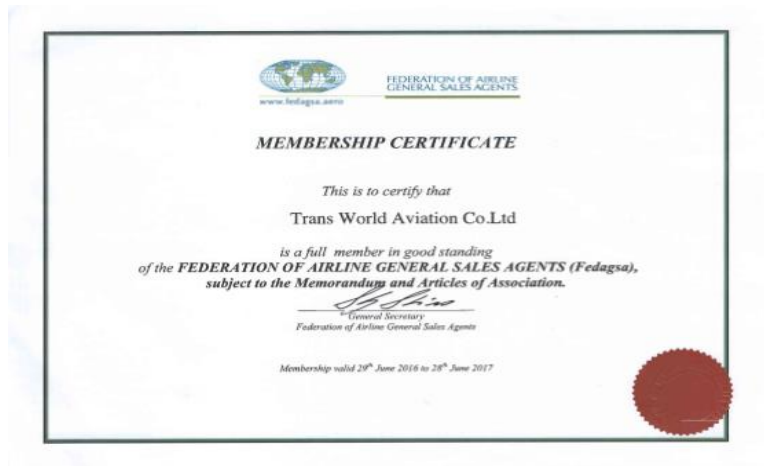 www.fedagsa.aero
FEDERATION OF AIRLINE
GENERAL SALES AGENTS
MEMBERSHIP CERTIFICATE
This is to certify that
Trans World Aviation Co.Ltd
is a full member in good standing
of the FEDERATION OF AIRLINE GENERAL SALES AGENTS (Fedagsa),
subject to the Memorandum and Articles of Association.
General Secretary
Federation of Airline General Sales Agents
Membership valid 29th June 2016 to 28th June 2017